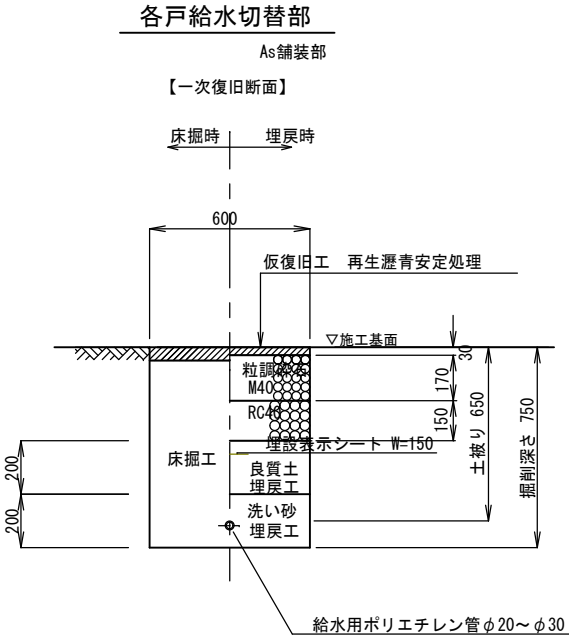 各戸給水切替部
As舗装部
【一次復旧断面】
床掘時 埋戻時
600
仮復旧工 再生瀝青安定処理
▽施工基面
30
粒調砕石
M40
170
RC40
150
土被り 650
掘削深さ 750
埋設表示シート W=150
床掘工
200
良質土
埋戻工
200
洗い砂
埋戻工
給水用ポリエチレン管φ20～φ30